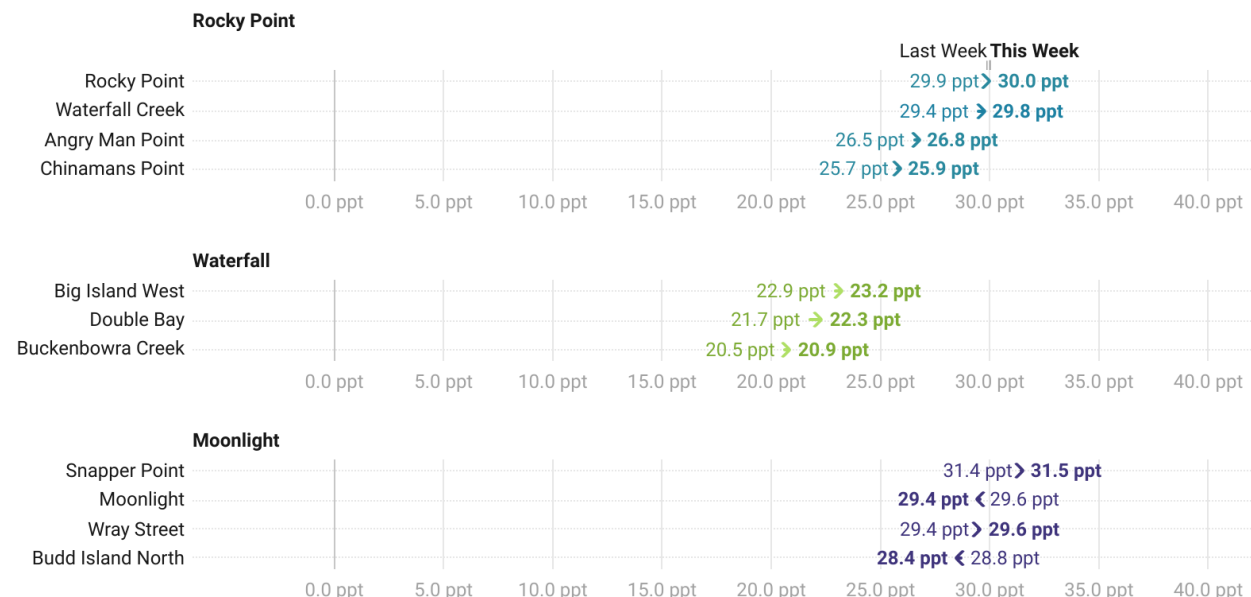 Rocky Point
Last Week This Week
Rocky Point 29.9 ppt 30.0 ppt
Waterfall Creek 29.4 ppt 29.8 ppt
Angry Man Point 26.5 ppt 26.8 ppt
Chinamans Point 25.7 ppt 25.9 ppt
0.0 ppt 5.0 ppt 10.0 ppt 15.0 ppt 20.0 ppt 25.0 ppt 30.0 ppt 35.0 ppt 40.0 ppt
Waterfall
Big Island West 22.9 ppt 23.2 ppt
Double Bay 21.7 ppt 22.3 ppt
Buckenbowra Creek 20.5 ppt 20.9 ppt
0.0 ppt 5.0 ppt 10.0 ppt 15.0 ppt 20.0 ppt 25.0 ppt 30.0 ppt 35.0 ppt 40.0 ppt
Moonlight
Snapper Point 31.4 ppt 31.5 ppt
Moonlight 29.4 ppt 29.6 ppt
Wray Street 29.4 ppt 29.6 ppt
Budd Island North 28.4 ppt 28.8 ppt
0.0 ppt 5.0 ppt 10.0 ppt 15.0 ppt 20.0 ppt 25.0 ppt 30.0 ppt 35.0 ppt 40.0 ppt